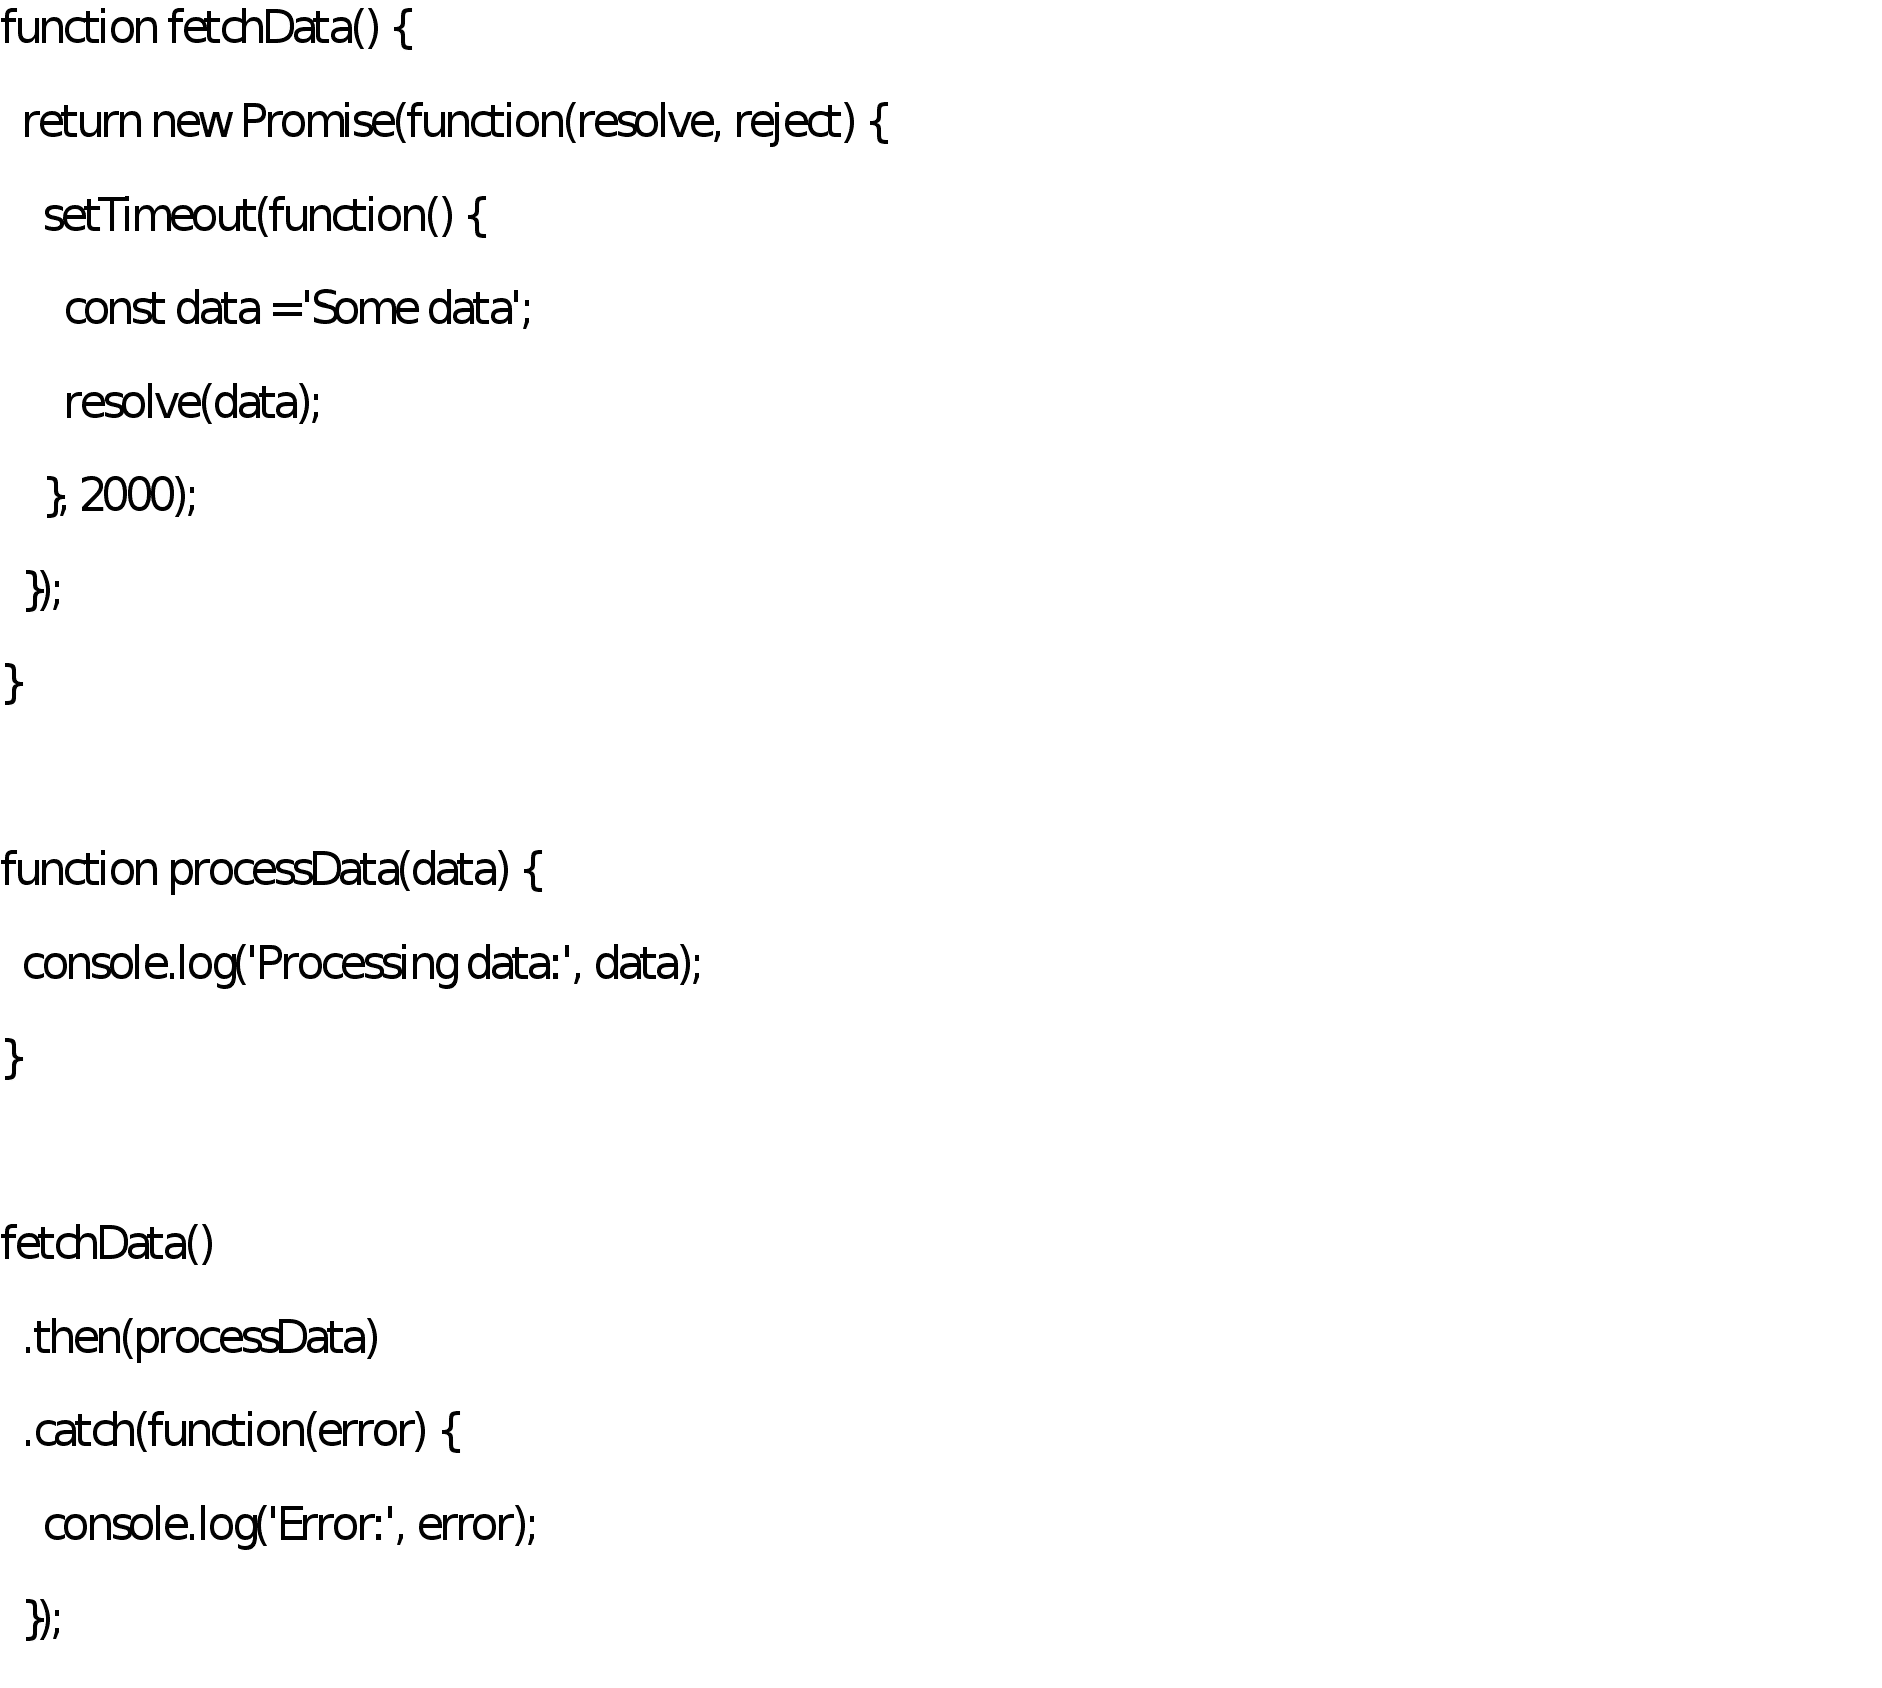 function fetchData() {
  return new Promise(function(resolve, reject) {
    setTimeout(function() {
      const data ='Some data';
      resolve(data);
    }, 2000);
  });
}

function processData(data) {
  console.log('Processing data:', data);
}

fetchData()
  .then(processData)
  .catch(function(error) {
    console.log('Error:', error);
  });